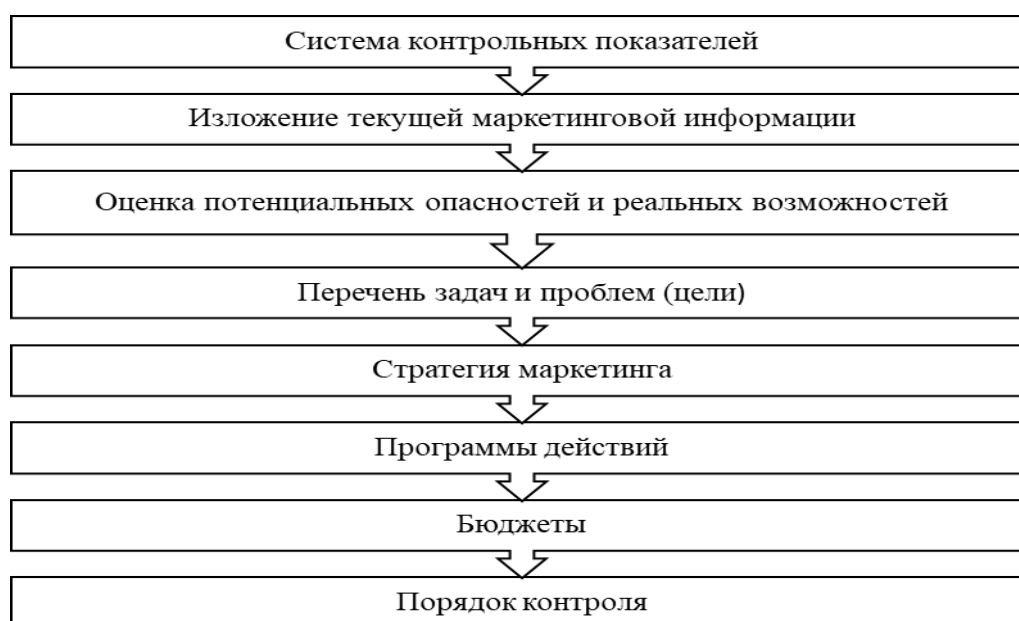 Система контрольных показателей
Изложение текущей маркетинговой информации
Оценка потенциальных опасностей и реальных возможностей
Перечень задач и проблем (цели)
Стратегия маркетинга
Программы действий
Бюджеты
Порядок контроля